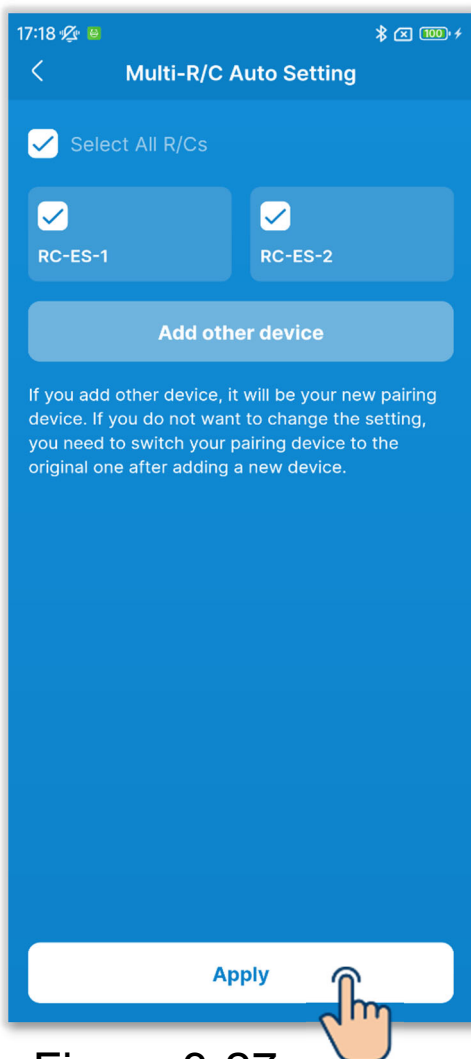 17:18
100
Multi-R/C Auto Setting
Select All R/Cs
RC-ES-1
RC-ES-2
Add other device
If you add other device, it will be your new pairing
device. If you do not want to change the setting,
you need to switch your pairing device to the
original one after adding a new device.
Apply